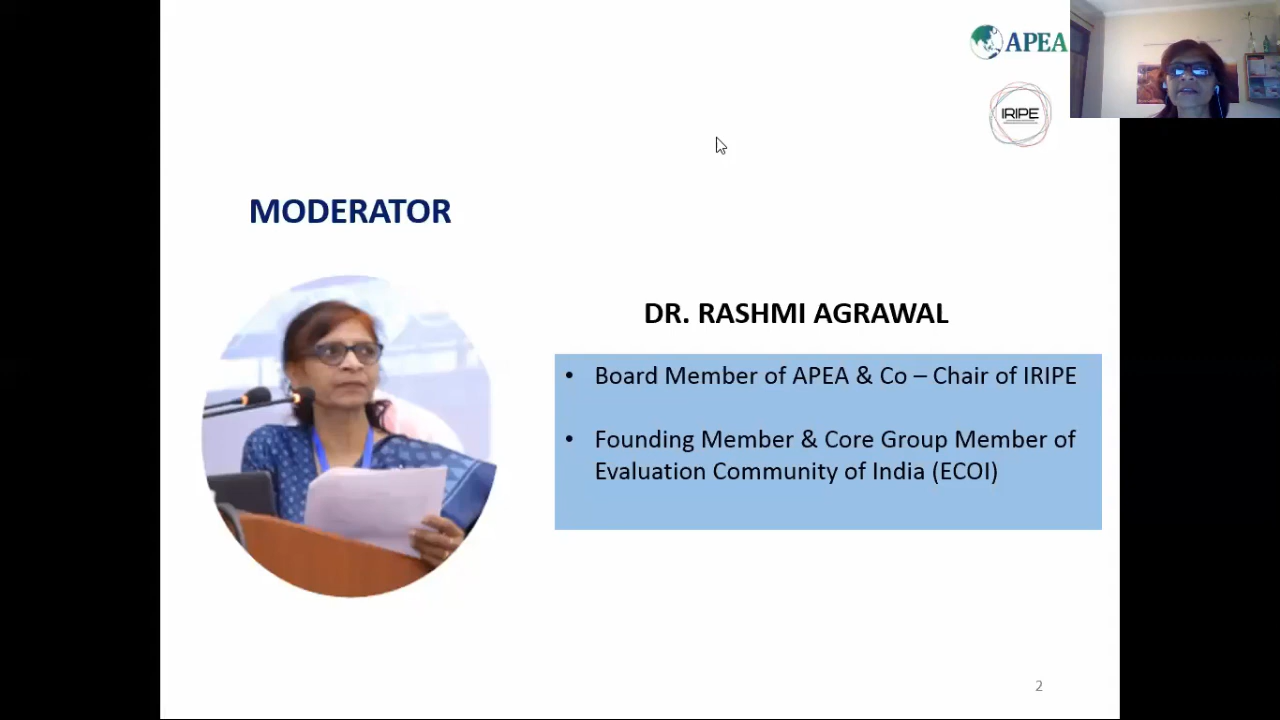 APEA
IRIPE
MODERATOR
DR. RASHMI AGRAWAL
• Board Member of APEA & Co – Chair of IRIPE
• Founding Member & Core Group Member of
Evaluation Community of India (ECOI)
2